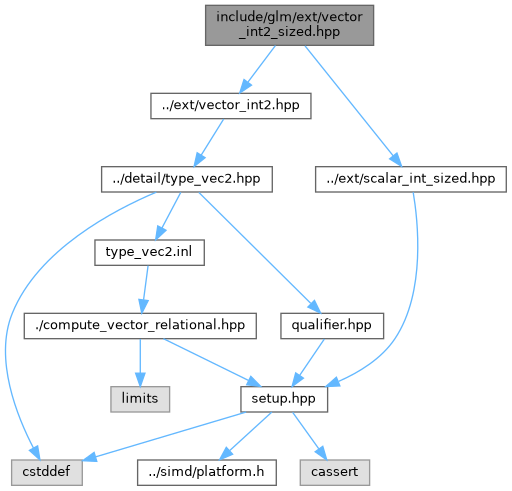 include/glm/ext/vector
_int2_sized.hpp
../ext/vector_int2.hpp
../detail/type_vec2.hpp
../ext/scalar_int_sized.hpp
type_vec2.inl
./compute_vector_relational.hpp
qualifier.hpp
limits
setup.hpp
cstddef
../simd/platform.h
cassert